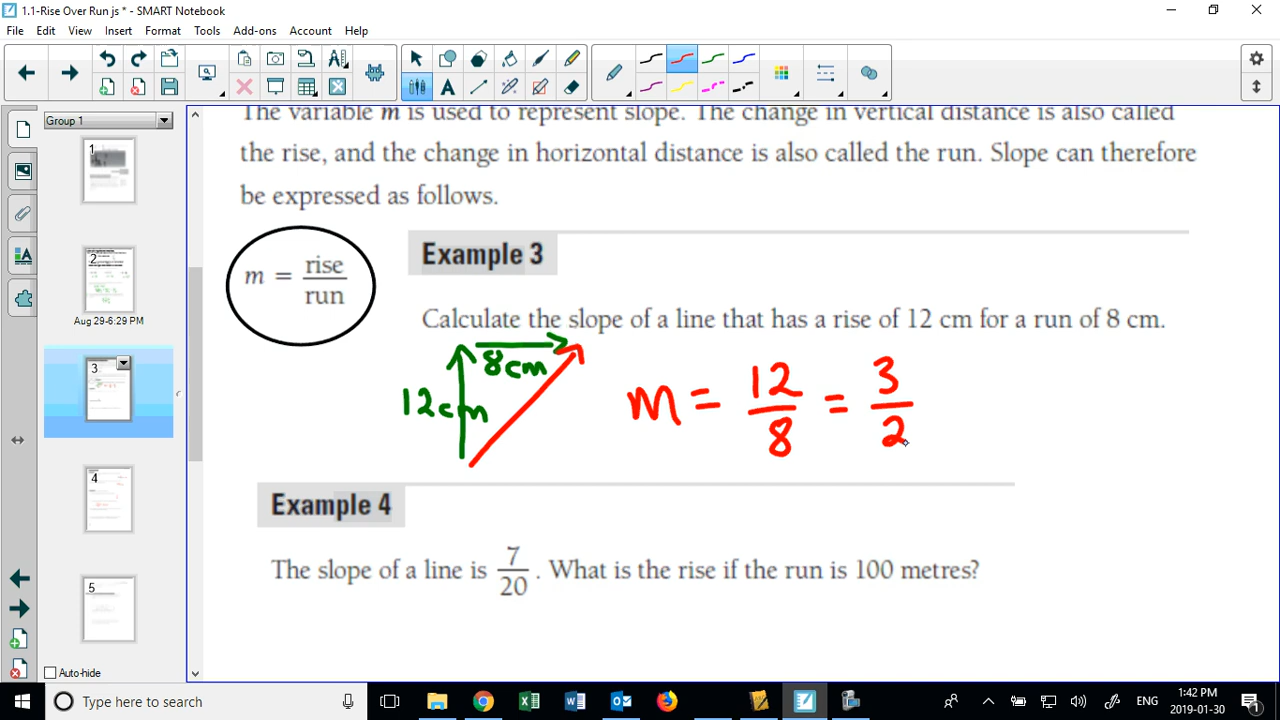 1.1-Rise Over Run js * - SMART Notebook
File Edit View Insert Format Tools Add-ons Account Help
Group 1
The variable m is used to represent slope. The change in vertical distance is also called
the rise, and the change in horizontal distance is also called the run. Slope can therefore
be expressed as follows.
m = rise/run
Example 3
Calculate the slope of a line that has a rise of 12 cm for a run of 8 cm.
8cm
12cm
m = 12/8 = 3/2
Example 4
The slope of a line is 7/20. What is the rise if the run is 100 metres?
1
2
Aug 29-6:29 PM
3
4
5
Auto-hide
Type here to search
ENG
1:42 PM
2019-01-30
1